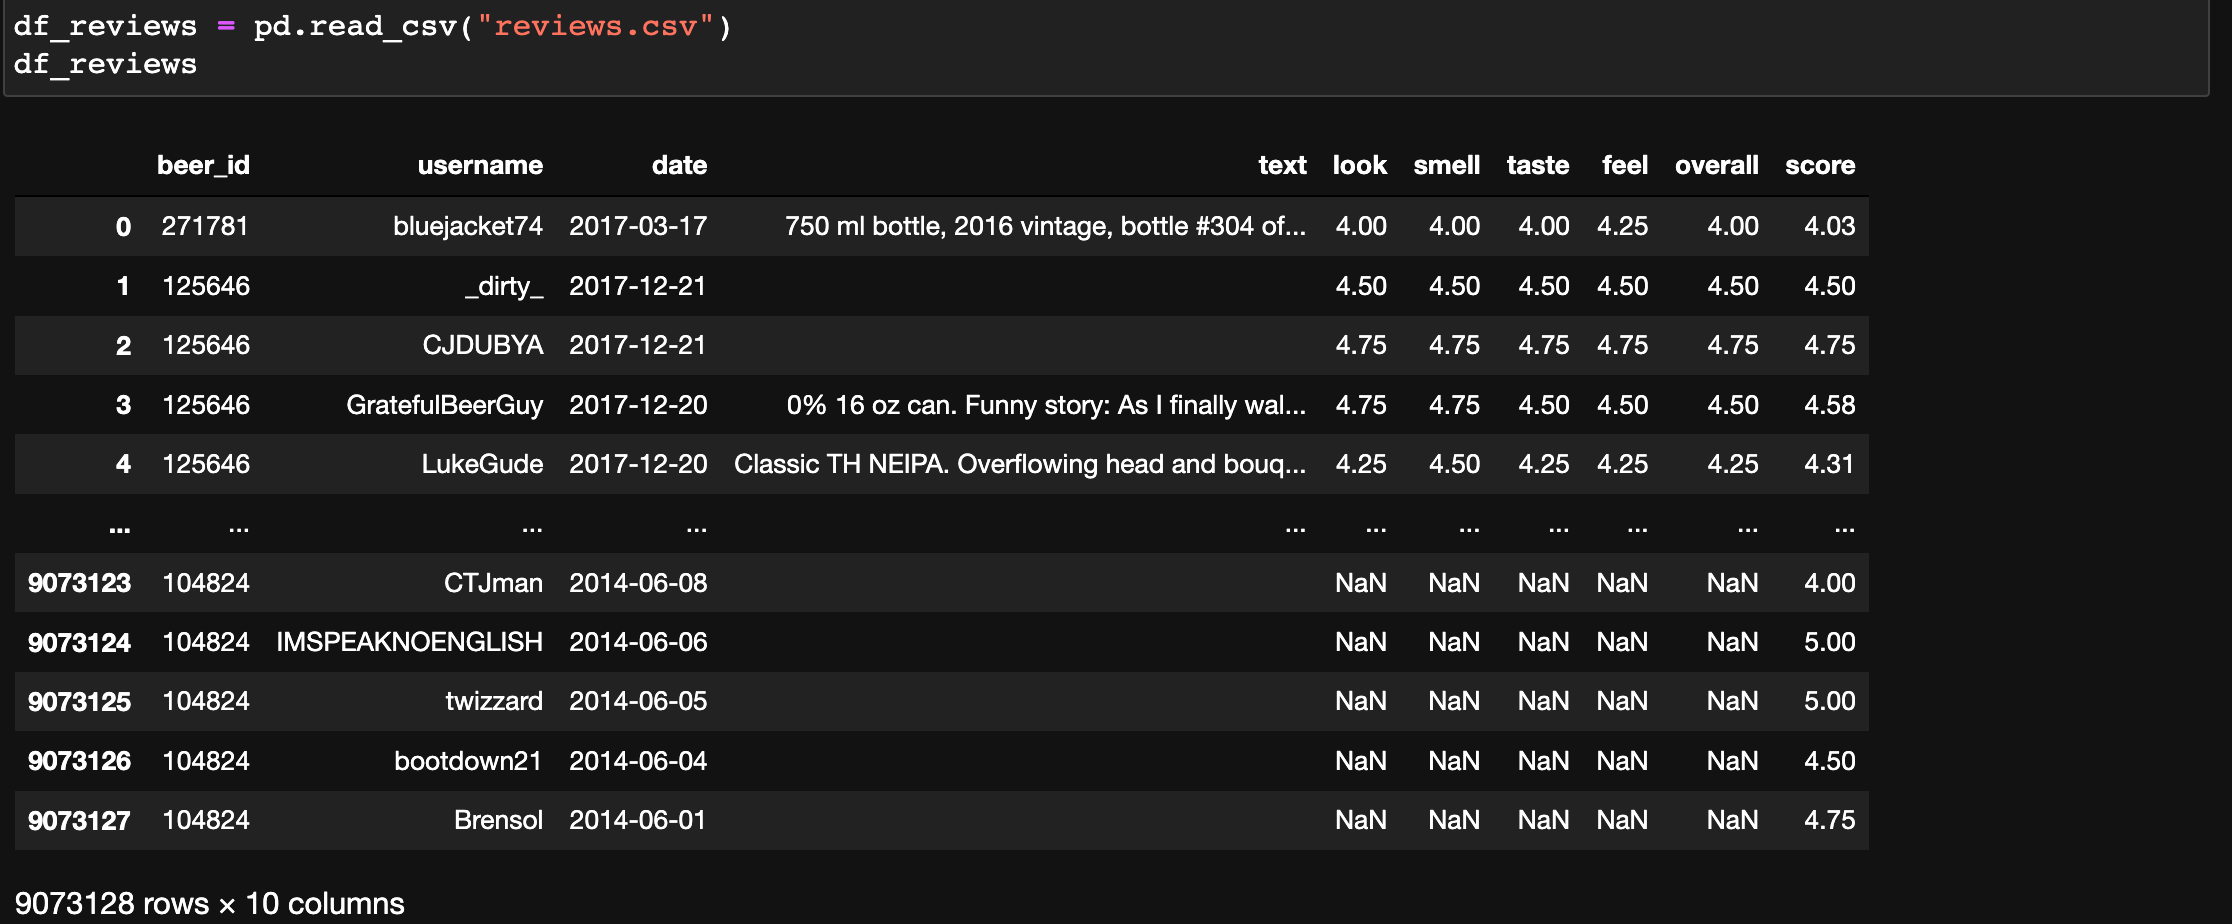 df_reviews = pd.read_csv("reviews.csv")
df_reviews
beer_id username date text look smell taste feel overall score
0 271781 bluejacket74 2017-03-17 750 ml bottle, 2016 vintage, bottle #304 of... 4.00 4.00 4.00 4.25 4.00 4.03
1 125646 _dirty_ 2017-12-21 4.50 4.50 4.50 4.50 4.50 4.50
2 125646 CJDUBYA 2017-12-21 4.75 4.75 4.75 4.75 4.75 4.75
3 125646 GratefulBeerGuy 2017-12-20 0% 16 oz can. Funny story: As I finally wal... 4.75 4.75 4.50 4.50 4.50 4.58
4 125646 LukeGude 2017-12-20 Classic TH NEIPA. Overflowing head and bouq... 4.25 4.50 4.25 4.25 4.25 4.31
... ... ... ... ... ... ... ... ... ... ...
9073123 104824 CTJman 2014-06-08 NaN NaN NaN NaN NaN 4.00
9073124 104824 IMSPEAKNOENGLISH 2014-06-06 NaN NaN NaN NaN NaN 5.00
9073125 104824 twizzard 2014-06-05 NaN NaN NaN NaN NaN 5.00
9073126 104824 bootdown21 2014-06-04 NaN NaN NaN NaN NaN 4.50
9073127 104824 Brensol 2014-06-01 NaN NaN NaN NaN NaN 4.75
9073128 rows × 10 columns